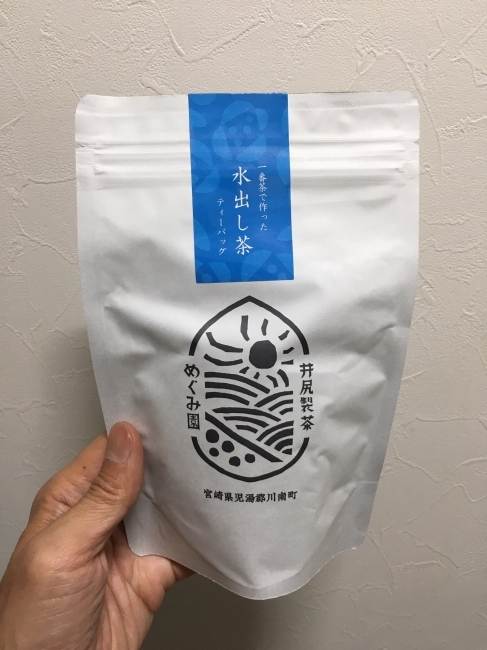 一番茶で作った
水出し茶
ティーバッグ
井尻製茶
めぐみ園
宮崎県児湯郡川南町